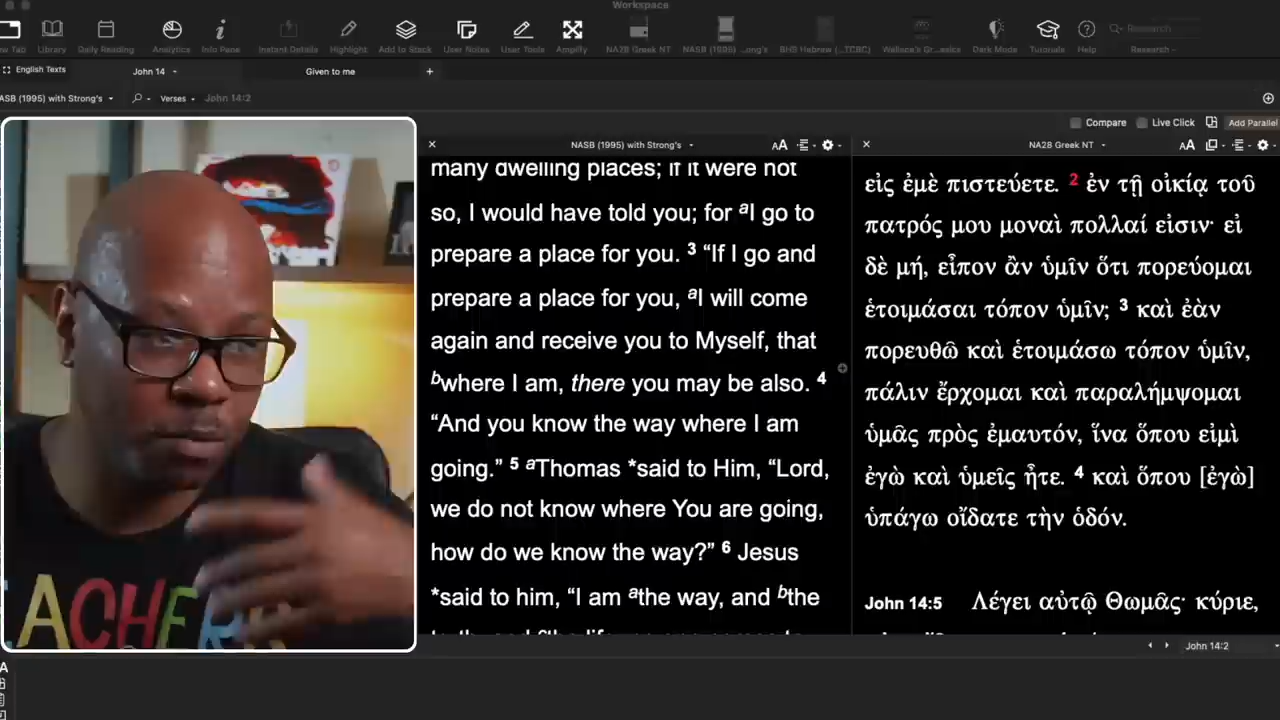 Workspace
w Tab
Library
Daily Reading
Analytics
Info Pane
Instant Details
Highlight
Add to Stack
User Notes
User Tools
Amplify
NA28 Greek NT
NASB (1995) ...ong's
BHS Hebrew
Dark Mode
Tutorials
Help
Research
Research
English Texts
John 14
Given to me
+
ASB (1995) with Strong's
Verses
John 14:2
Compare
Live Click
Add Parallel
NASB (1995) with Strong's
AA
many dwelling places; if it were not
so, I would have told you; for aI go to
prepare a place for you. 3 “If I go and
prepare a place for you, aI will come
again and receive you to Myself, that
bwhere I am, there you may be also. 4
“And you know the way where I am
going.” 5 aThomas *said to Him, “Lord,
we do not know where You are going,
how do we know the way?” 6 Jesus
*said to him, “I am athe way, and bthe
NA28 Greek NT
AA
εἰς ἐμὲ πιστεύετε. 2 ἐν τῇ οἰκίᾳ τοῦ
πατρός μου μοναὶ πολλαί εἰσιν· εἰ
δὲ μή, εἶπον ἂν ὑμῖν ὅτι πορεύομαι
ἑτοιμάσαι τόπον ὑμῖν; 3 καὶ ἐὰν
πορευθῶ καὶ ἑτοιμάσω τόπον ὑμῖν,
πάλιν ἔρχομαι καὶ παραλήμψομαι
ὑμᾶς πρὸς ἐμαυτόν, ἵνα ὅπου εἰμὶ
ἐγὼ καὶ ὑμεῖς ἦτε. 4 καὶ ὅπου [ἐγὼ]
ὑπάγω οἴδατε τὴν ὁδόν.
John 14:5 Λέγει αὐτῷ Θωμᾶς· κύριε,
John 14:2
EACHER
A